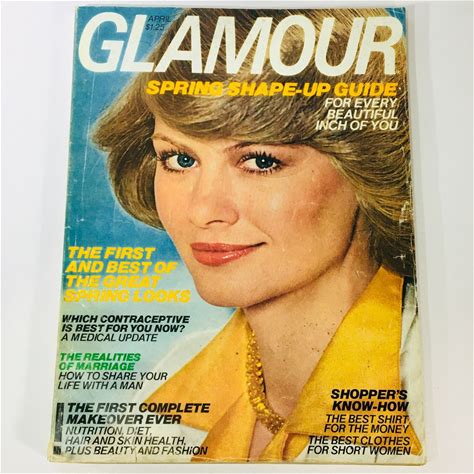 APRIL
$1.25
GLAMOUR
SPRING SHAPE-UP GUIDE
FOR EVERY
BEAUTIFUL
INCH OF YOU
THE FIRST
AND BEST OF
THE GREAT
SPRING LOOKS
WHICH CONTRACEPTIVE
IS BEST FOR YOU NOW?
A MEDICAL UPDATE
THE REALITIES
OF MARRIAGE
HOW TO SHARE YOUR
LIFE WITH A MAN
THE FIRST COMPLETE
MAKEOVER EVER
NUTRITION, DIET,
HAIR AND SKIN HEALTH,
PLUS BEAUTY AND FASHION
SHOPPER'S
KNOW-HOW
THE BEST SHIRT
FOR THE MONEY
THE BEST CLOTHES
FOR SHORT WOMEN